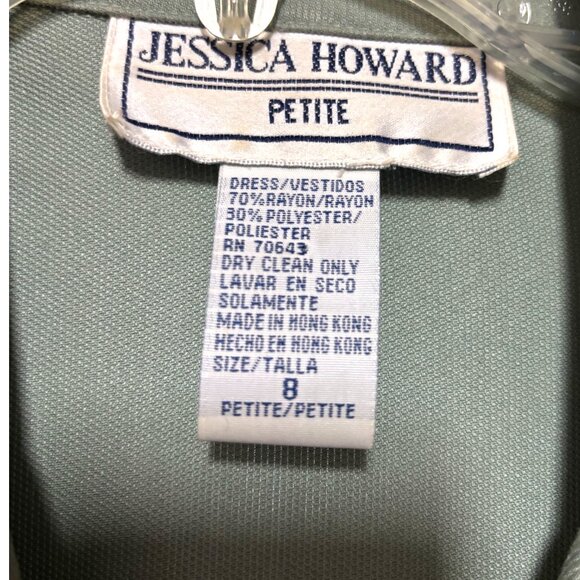 JESSICA HOWARD
PETITE
DRESS/VESTIDOS
70%RAYON/RAYON
30%POLYESTER/
POLIESTER
RN 70643
DRY CLEAN ONLY
LAVAR EN SECO
SOLAMENTE
MADE IN HONG KONG
HECHO EN HONG KONG
SIZE/TALLA
8
PETITE/PETITE